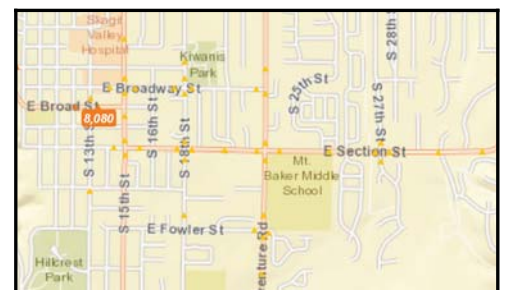 Skagit
Valley
Hospital
Kiwanis
Park
S 28th St
E Broadway St
S 25th St
E Broad St
8,080
S 16th St
S 18th St
S 27th St
S 13th St
E Section St
Mt.
Baker Middle
School
S 15th St
E Fowler St
Hillcrest
Park
venture Rd